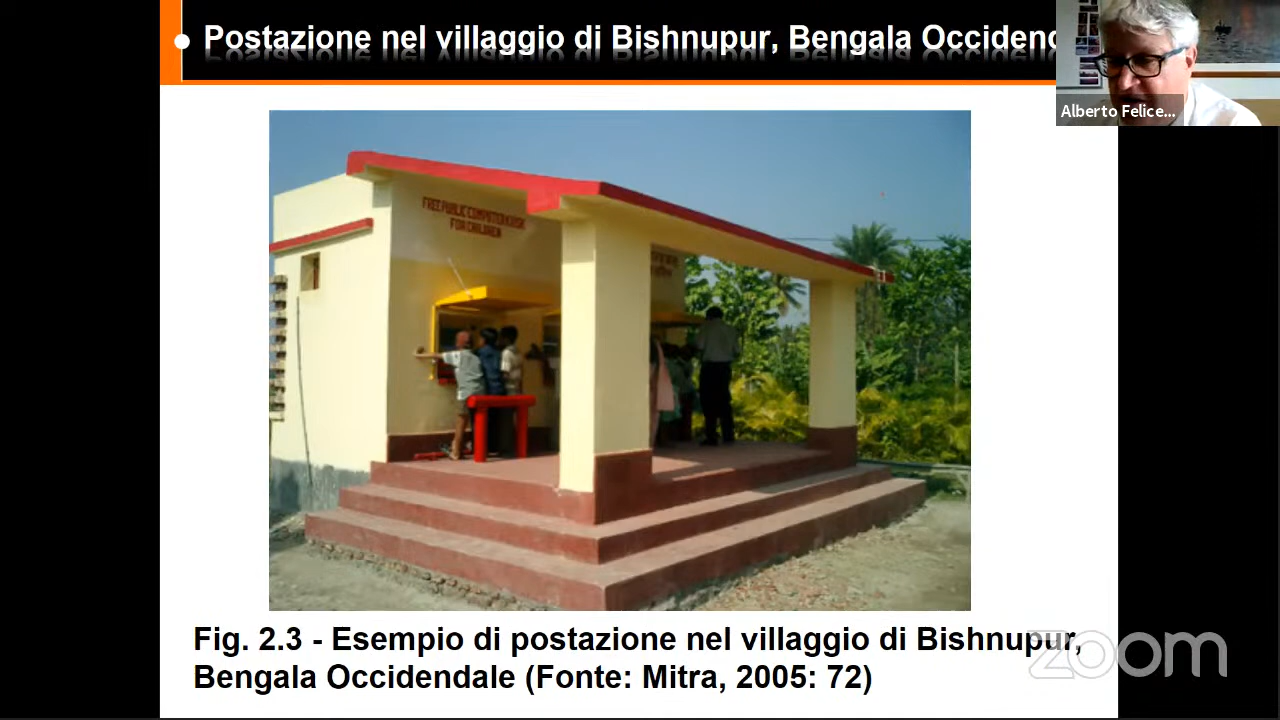 Postazione nel villaggio di Bishnupur, Bengala Occidend
Alberto Felice...
FREE PUBLIC COMPUTER KIOSK
FOR CHILDREN
Fig. 2.3 - Esempio di postazione nel villaggio di Bishnupur,
Bengala Occidendale (Fonte: Mitra, 2005: 72)
zoom